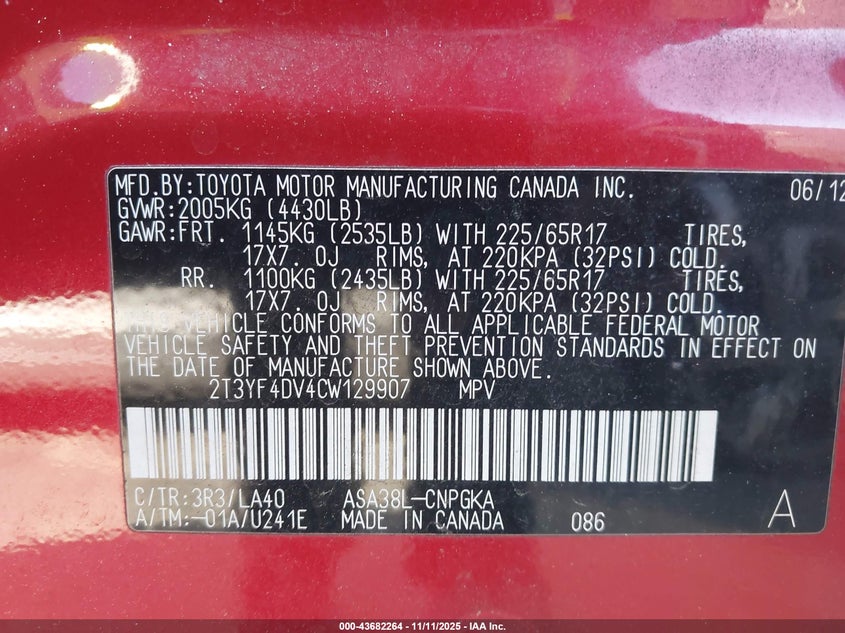 MFD.BY:TOYOTA MOTOR MANUFACTURING CANADA INC. 06/12
GVWR:2005KG (4430LB)
GAWR:FRT. 1145KG (2535LB) WITH 225/65R17 TIRES,
17X7.0J RIMS, AT 220KPA (32PSI) COLD.
RR. 1100KG (2435LB) WITH 225/65R17 TIRES,
17X7.0J RIMS, AT 220KPA (32PSI) COLD.
THIS VEHICLE CONFORMS TO ALL APPLICABLE FEDERAL MOTOR
VEHICLE SAFETY AND THEFT PREVENTION STANDARDS IN EFFECT ON
THE DATE OF MANUFACTURE SHOWN ABOVE.
2T3YF4DV4CW129907 MPV
C/TR:3R3/LA40 ASA38L-CNPGKA
A/TM:-01A/U241E MADE IN CANADA 086 A
000-43682264 - 11/11/2025 - IAA Inc.